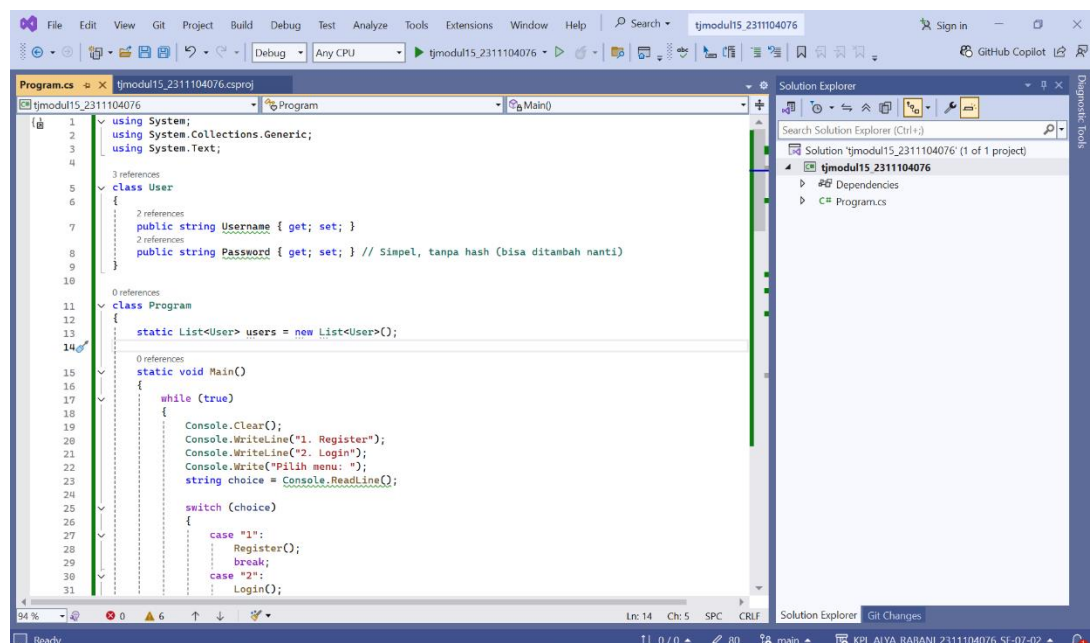 File Edit View Git Project Build Debug Test Analyze Tools Extensions Window Help Search tjmodul15_2311104076 Sign in
Debug Any CPU tjmodul15_2311104076 GitHub Copilot
Program.cs tjmodul15_2311104076.csproj
tjmodul15_2311104076 Program Main()
1 using System;
2 using System.Collections.Generic;
3 using System.Text;
4
3 references
5 class User
6 {
2 references
7 public string Username { get; set; }
2 references
8 public string Password { get; set; } // Simpel, tanpa hash (bisa ditambah nanti)
9 }
10
0 references
11 class Program
12 {
13 static List<User> users = new List<User>();
14
0 references
15 static void Main()
16 {
17 while (true)
18 {
19 Console.Clear();
20 Console.WriteLine("1. Register");
21 Console.WriteLine("2. Login");
22 Console.Write("Pilih menu: ");
23 string choice = Console.ReadLine();
24
25 switch (choice)
26 {
27 case "1":
28 Register();
29 break;
30 case "2":
31 Login();
94 % 0 6 Ln: 14 Ch: 5 SPC CRLF
Solution Explorer
Search Solution Explorer (Ctrl+;)
Solution 'tjmodul15_2311104076' (1 of 1 project)
tjmodul15_2311104076
Dependencies
C# Program.cs
Solution Explorer Git Changes
Diagnostic Tools
Ready 0 / 0 80 main KPL_ALYA_RABANI_2311104076_SE-07-02